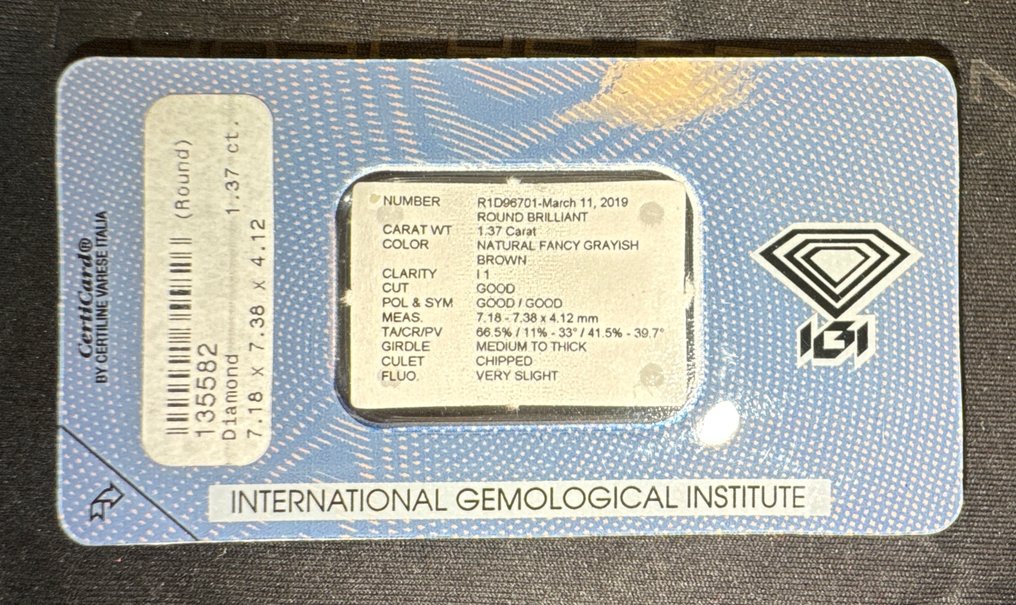 CertiCard®
BY CERTILINE VARESE ITALIA
135582 (Round)
Diamond 1.37 ct.
7.18 x 7.38 x 4.12
NUMBER R1D96701-March 11, 2019
ROUND BRILLIANT
CARAT WT 1.37 Carat
COLOR NATURAL FANCY GRAYISH
BROWN
CLARITY I 1
CUT GOOD
POL & SYM GOOD / GOOD
MEAS. 7.18 - 7.38 x 4.12 mm
TA/CR/PV 66.5% / 11% - 33° / 41.5% - 39.7°
GIRDLE MEDIUM TO THICK
CULET CHIPPED
FLUO. VERY SLIGHT
IGI
INTERNATIONAL GEMOLOGICAL INSTITUTE